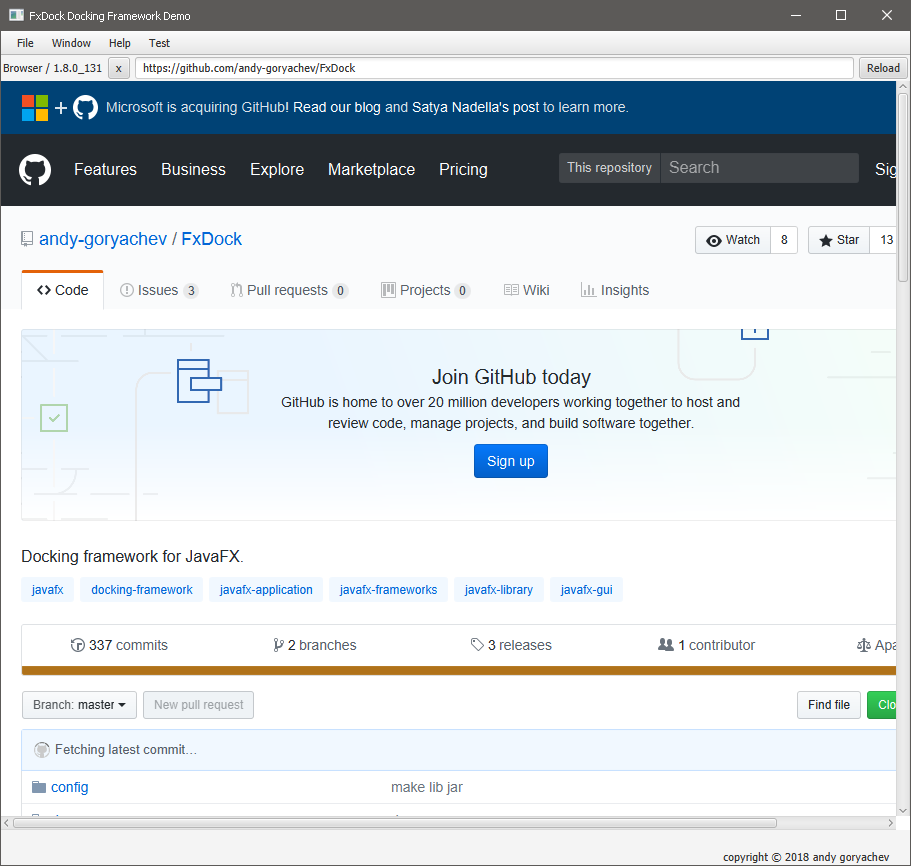 FxDock Docking Framework Demo
File Window Help Test
Browser / 1.8.0_131 x https://github.com/andy-goryachev/FxDock Reload
+ Microsoft is acquiring GitHub! Read our blog and Satya Nadella's post to learn more.
Features Business Explore Marketplace Pricing This repository Search Sig
andy-goryachev / FxDock Watch 8 Star 13
<> Code Issues 3 Pull requests 0 Projects 0 Wiki Insights
Join GitHub today
GitHub is home to over 20 million developers working together to host and
review code, manage projects, and build software together.
Sign up
Docking framework for JavaFX.
javafx docking-framework javafx-application javafx-frameworks javafx-library javafx-gui
337 commits 2 branches 3 releases 1 contributor Apa
Branch: master New pull request Find file Clo
Fetching latest commit...
config make lib jar
copyright © 2018 andy goryachev